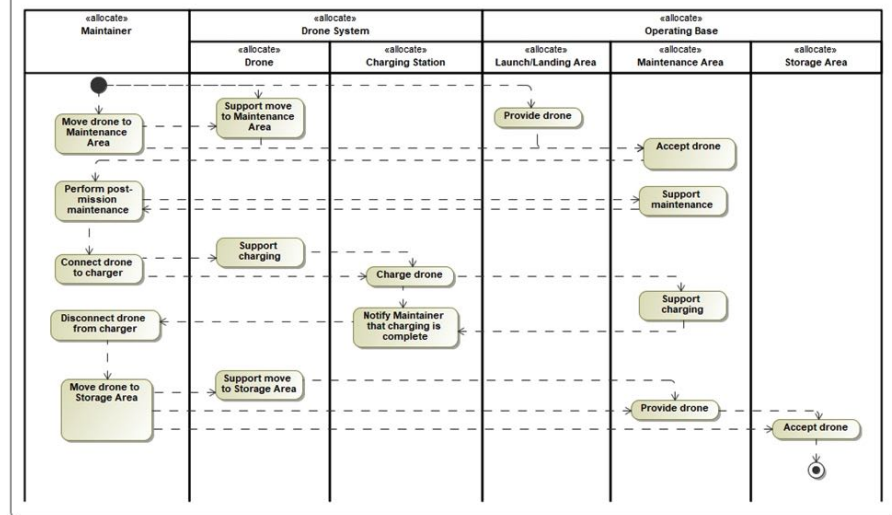 «allocate»
Maintainer
«allocate»
Drone System
«allocate»
Operating Base
«allocate»
Drone
«allocate»
Charging Station
«allocate»
Launch/Landing Area
«allocate»
Maintenance Area
«allocate»
Storage Area
Move drone to
Maintenance
Area
Support move
to Maintenance
Area
Provide drone
Accept drone
Perform post-
mission
maintenance
Support
maintenance
Connect drone
to charger
Support
charging
Charge drone
Support
charging
Disconnect drone
from charger
Notify Maintainer
that charging is
complete
Move drone to
Storage Area
Support move
to Storage Area
Provide drone
Accept drone